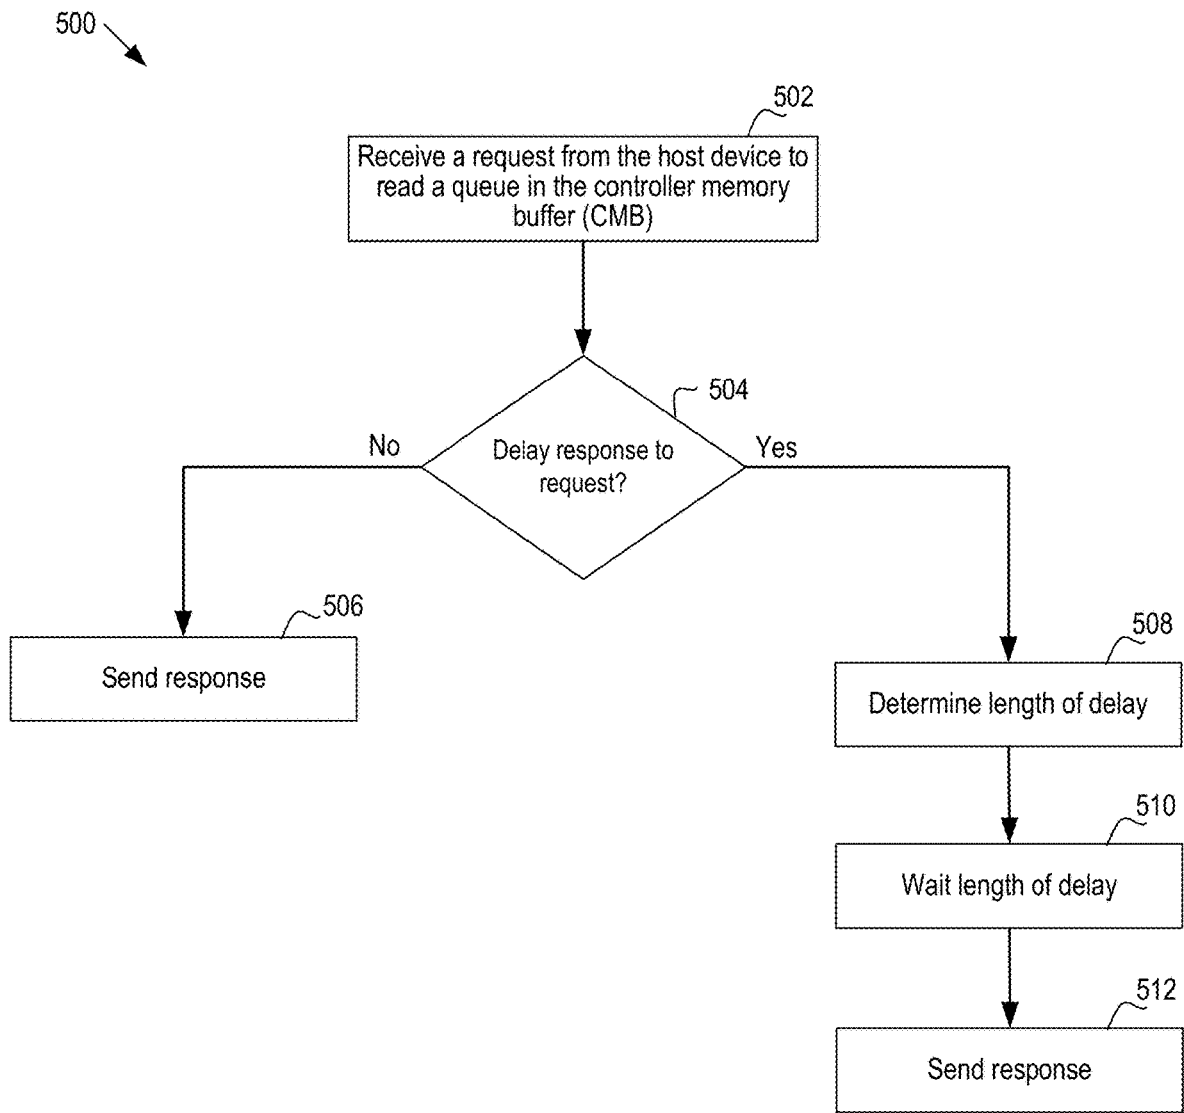 500
502
Receive a request from the host device to
read a queue in the controller memory
buffer (CMB)
504
No
Delay response to
request?
Yes
506
Send response
508
Determine length of delay
510
Wait length of delay
512
Send response